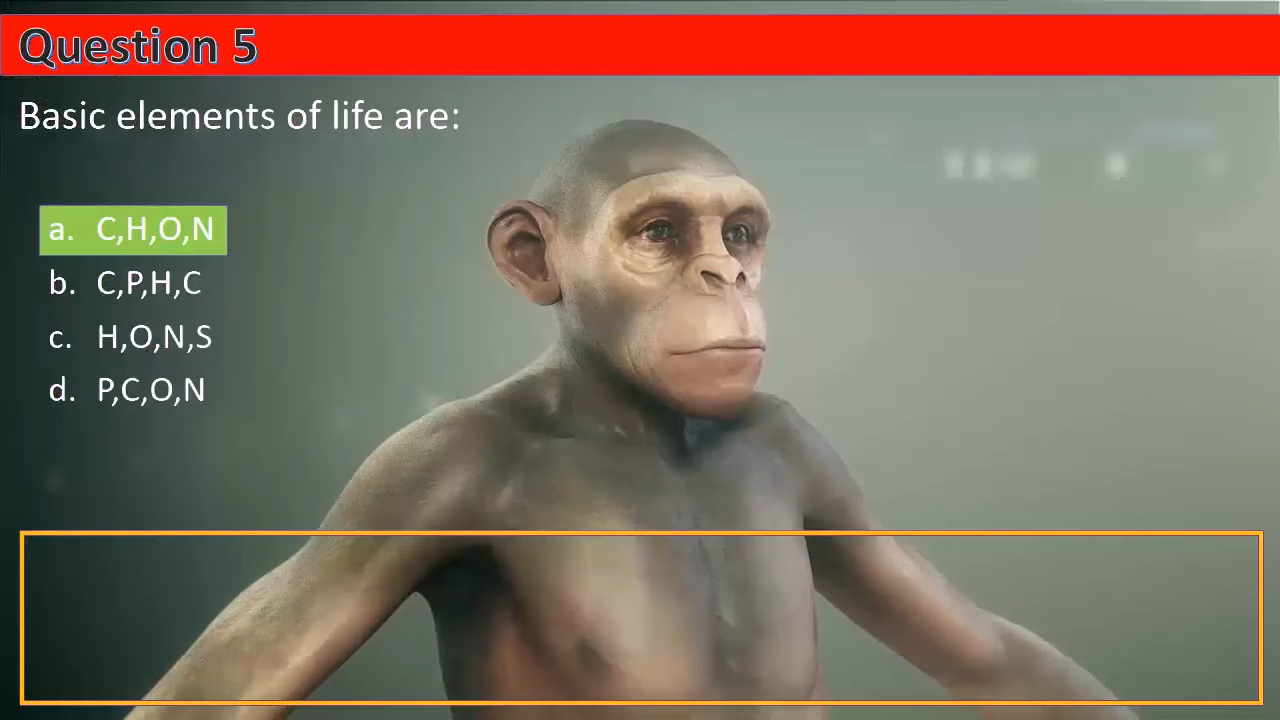 Question 5
Basic elements of life are:
a. C,H,O,N
b. C,P,H,C
c. H,O,N,S
d. P,C,O,N